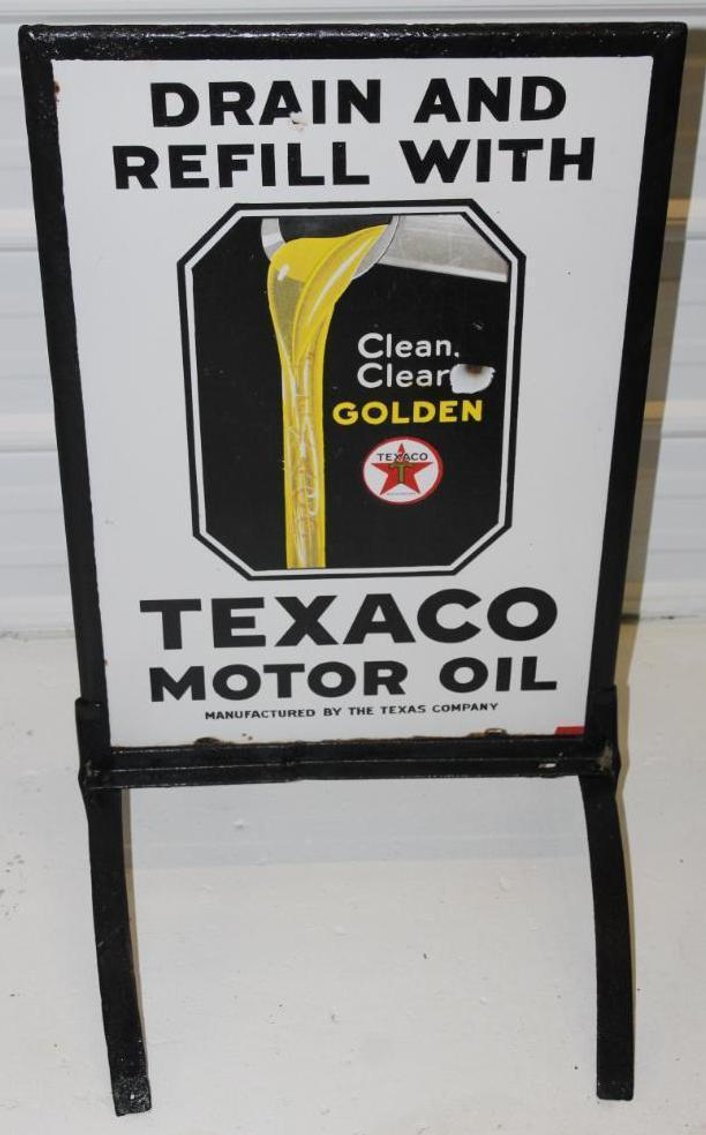 DRAIN AND
REFILL WITH
Clean,
Clear
GOLDEN
TEXACO
T
TEXACO
MOTOR OIL
MANUFACTURED BY THE TEXAS COMPANY